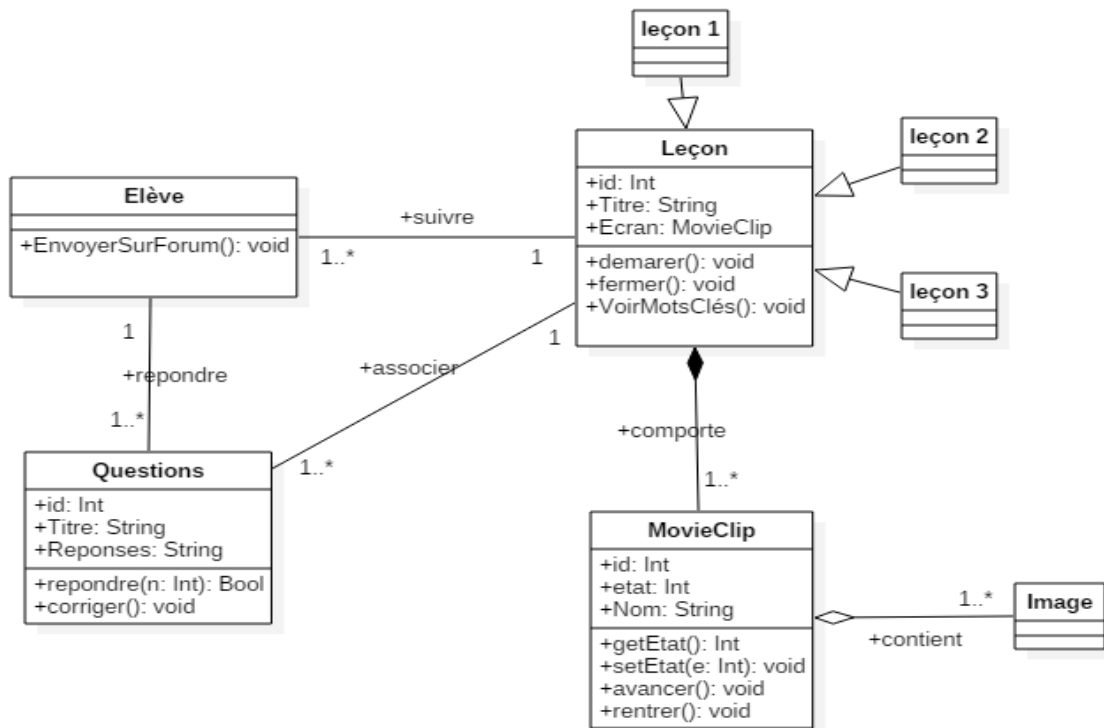 leçon 1
leçon 2
leçon 3
Leçon
+id: Int
+Titre: String
+Ecran: MovieClip
+demarer(): void
+fermer(): void
+VoirMotsClés(): void
Elève
+EnvoyerSurForum(): void
+suivre
1..*
1
1
+repondre
1..*
+associer
1
1..*
Questions
+id: Int
+Titre: String
+Reponses: String
+repondre(n: Int): Bool
+corriger(): void
+comporte
1..*
MovieClip
+id: Int
+etat: Int
+Nom: String
+getEtat(): Int
+setEtat(e: Int): void
+avancer(): void
+rentrer(): void
1..*
+contient
Image